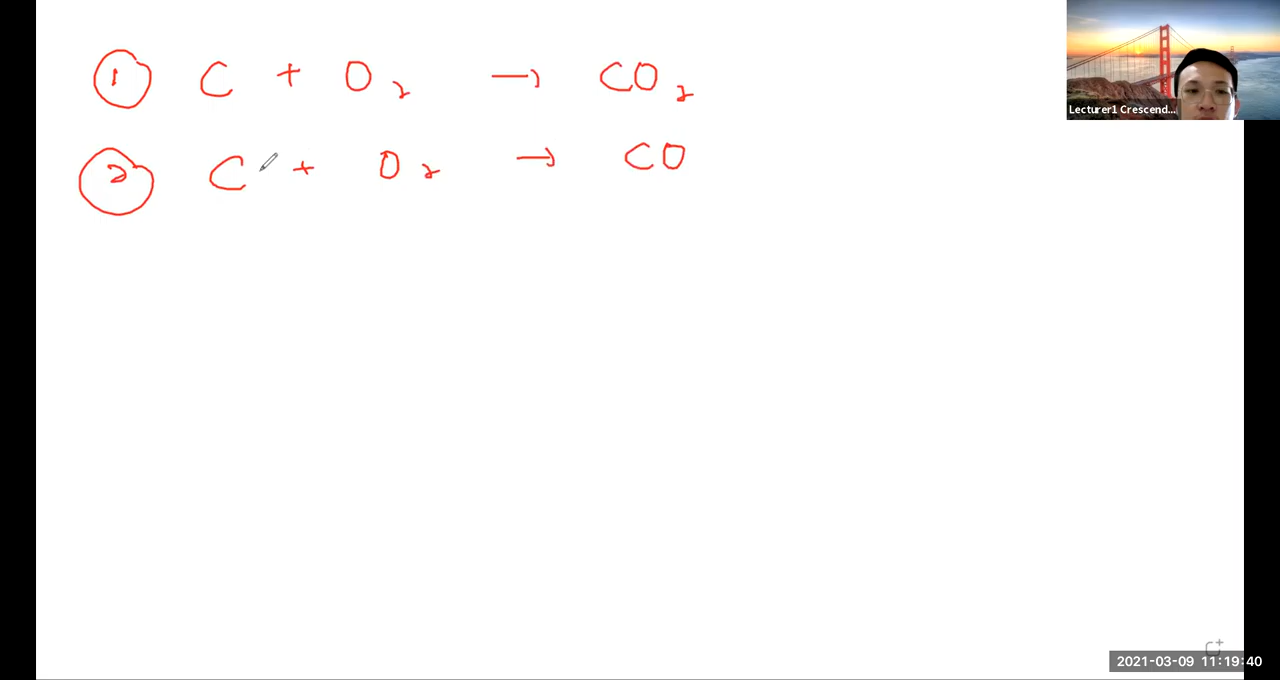 ① C + O₂ → CO₂
② C + O₂ → CO
Lecturer1 Crescend...
2021-03-09 11:19:40